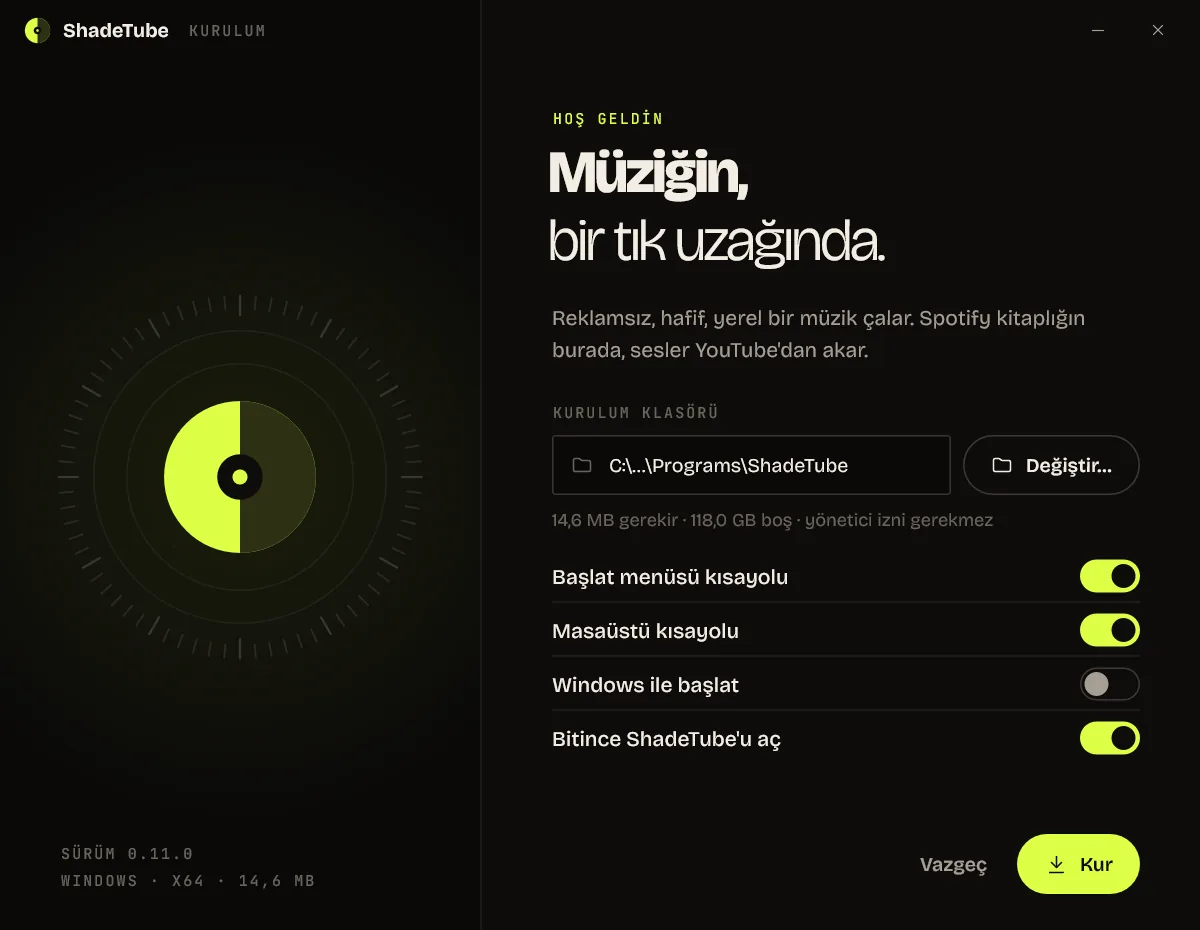 ShadeTube KURULUM
HOŞ GELDİN
Müziğin,
bir tık uzağında.
Reklamsız, hafif, yerel bir müzik çalar. Spotify kitaplığın
burada, sesler YouTube'dan akar.
KURULUM KLASÖRÜ
C:\...\Programs\ShadeTube
Değiştir...
14,6 MB gerekir · 118,0 GB boş · yönetici izni gerekmez
Başlat menüsü kısayolu
Masaüstü kısayolu
Windows ile başlat
Bitince ShadeTube'u aç
SÜRÜM 0.11.0
WINDOWS · X64 · 14,6 MB
Vazgeç
Kur